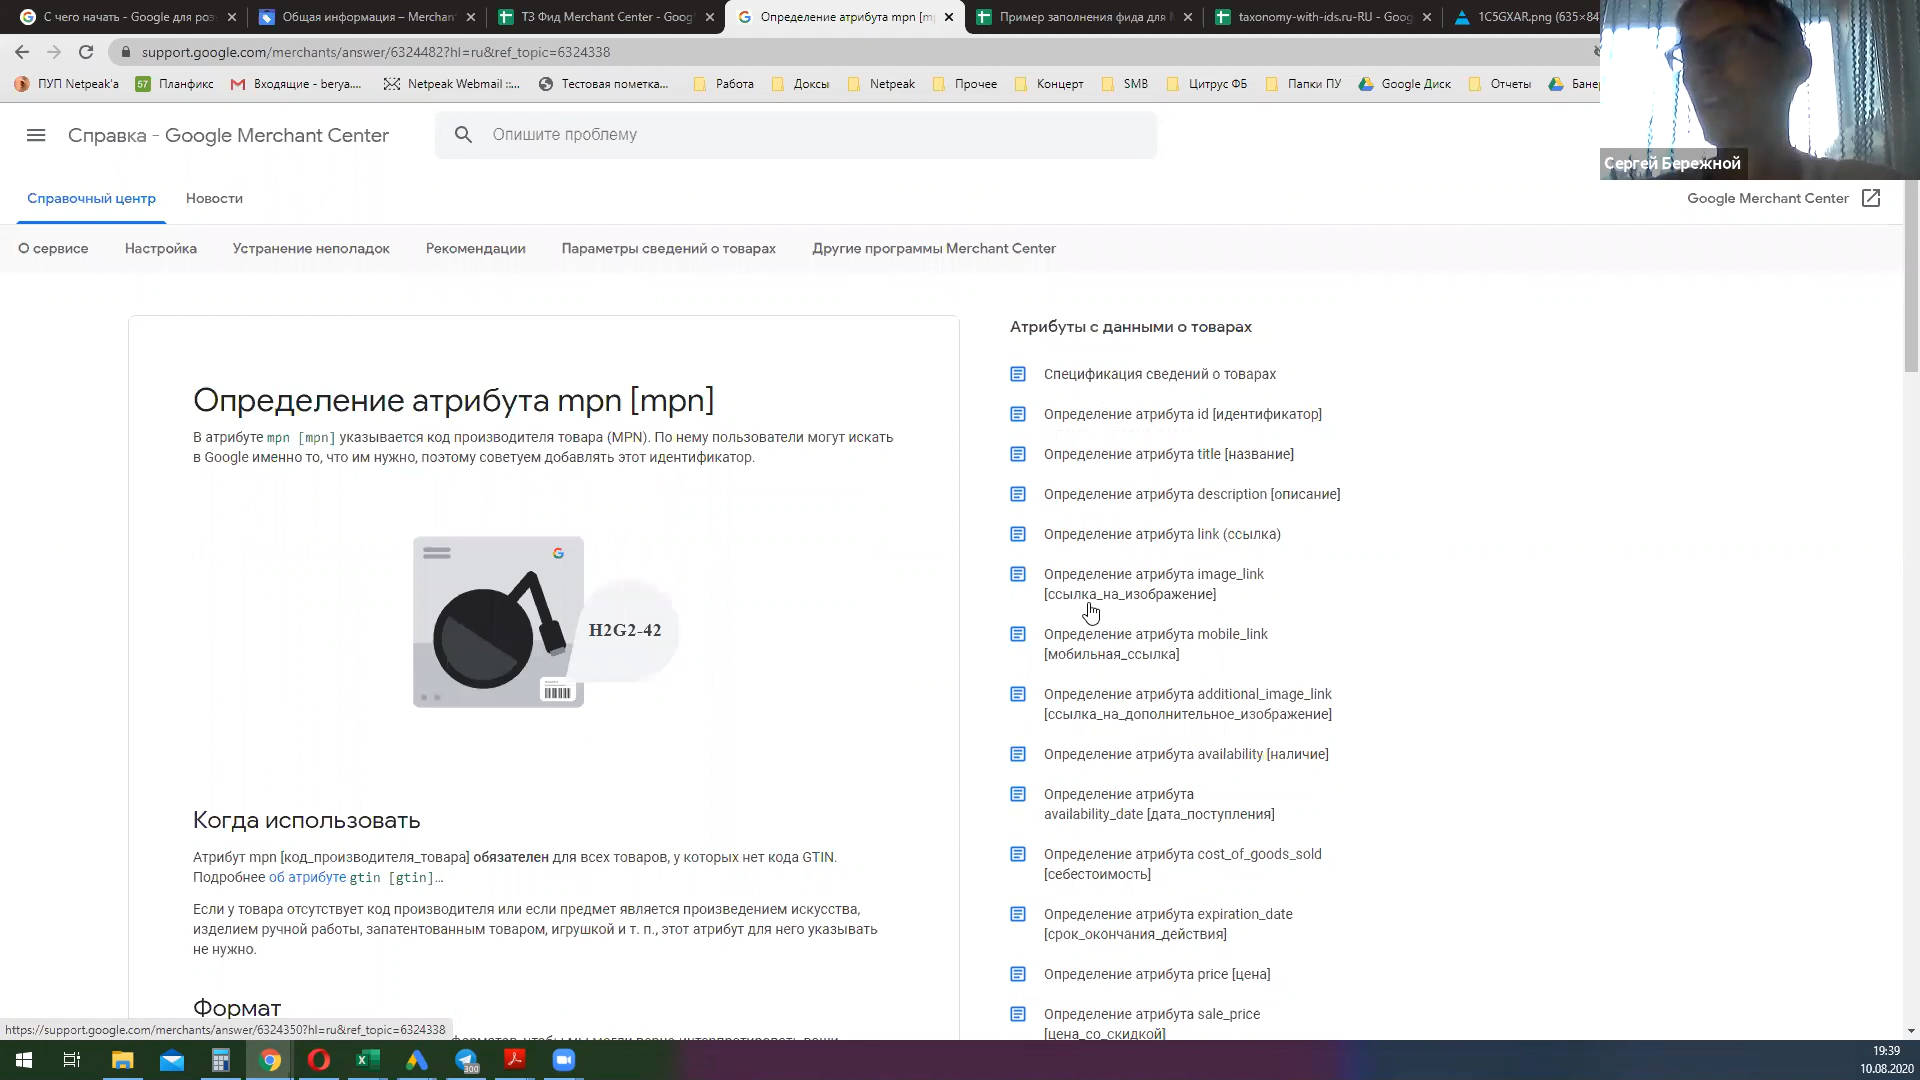 С чего начать - Google для роз
Общая информация – Merchan
ТЗ Фид Merchant Center - Goog
Определение атрибута mpn [m
Пример заполнения фида для
taxonomy-with-ids.ru-RU - Goog
1C5GXAR.png (635×84
support.google.com/merchants/answer/6324482?hl=ru&ref_topic=6324338
ПУП Netpeak'a
57
Планфикс
Входящие - berya....
Netpeak Webmail ::...
Тестовая пометка...
Работа
Доксы
Netpeak
Прочее
Концерт
SMB
Цитрус ФБ
Папки ПУ
Google Диск
Отчеты
Банер
Справка - Google Merchant Center
Опишите проблему
Сергей Бережной
Справочный центр
Новости
Google Merchant Center
О сервисе
Настройка
Устранение неполадок
Рекомендации
Параметры сведений о товарах
Другие программы Merchant Center
Определение атрибута mpn [mpn]
В атрибуте mpn [mpn] указывается код производителя товара (MPN). По нему пользователи могут искать
в Google именно то, что им нужно, поэтому советуем добавлять этот идентификатор.
H2G2-42
Когда использовать
Атрибут mpn [код_производителя_товара] обязателен для всех товаров, у которых нет кода GTIN.
Подробнее об атрибуте gtin [gtin]…
Если у товара отсутствует код производителя или если предмет является произведением искусства,
изделием ручной работы, запатентованным товаром, игрушкой и т. п., этот атрибут для него указывать
не нужно.
Формат
Атрибуты с данными о товарах
Спецификация сведений о товарах
Определение атрибута id [идентификатор]
Определение атрибута title [название]
Определение атрибута description [описание]
Определение атрибута link (ссылка)
Определение атрибута image_link
[ссылка_на_изображение]
Определение атрибута mobile_link
[мобильная_ссылка]
Определение атрибута additional_image_link
[ссылка_на_дополнительное_изображение]
Определение атрибута availability [наличие]
Определение атрибута
availability_date [дата_поступления]
Определение атрибута cost_of_goods_sold
[себестоимость]
Определение атрибута expiration_date
[срок_окончания_действия]
Определение атрибута price [цена]
Определение атрибута sale_price
[цена_со_скидкой]
https://support.google.com/merchants/answer/6324350?hl=ru&ref_topic=6324338
300
19:39
10.08.2020